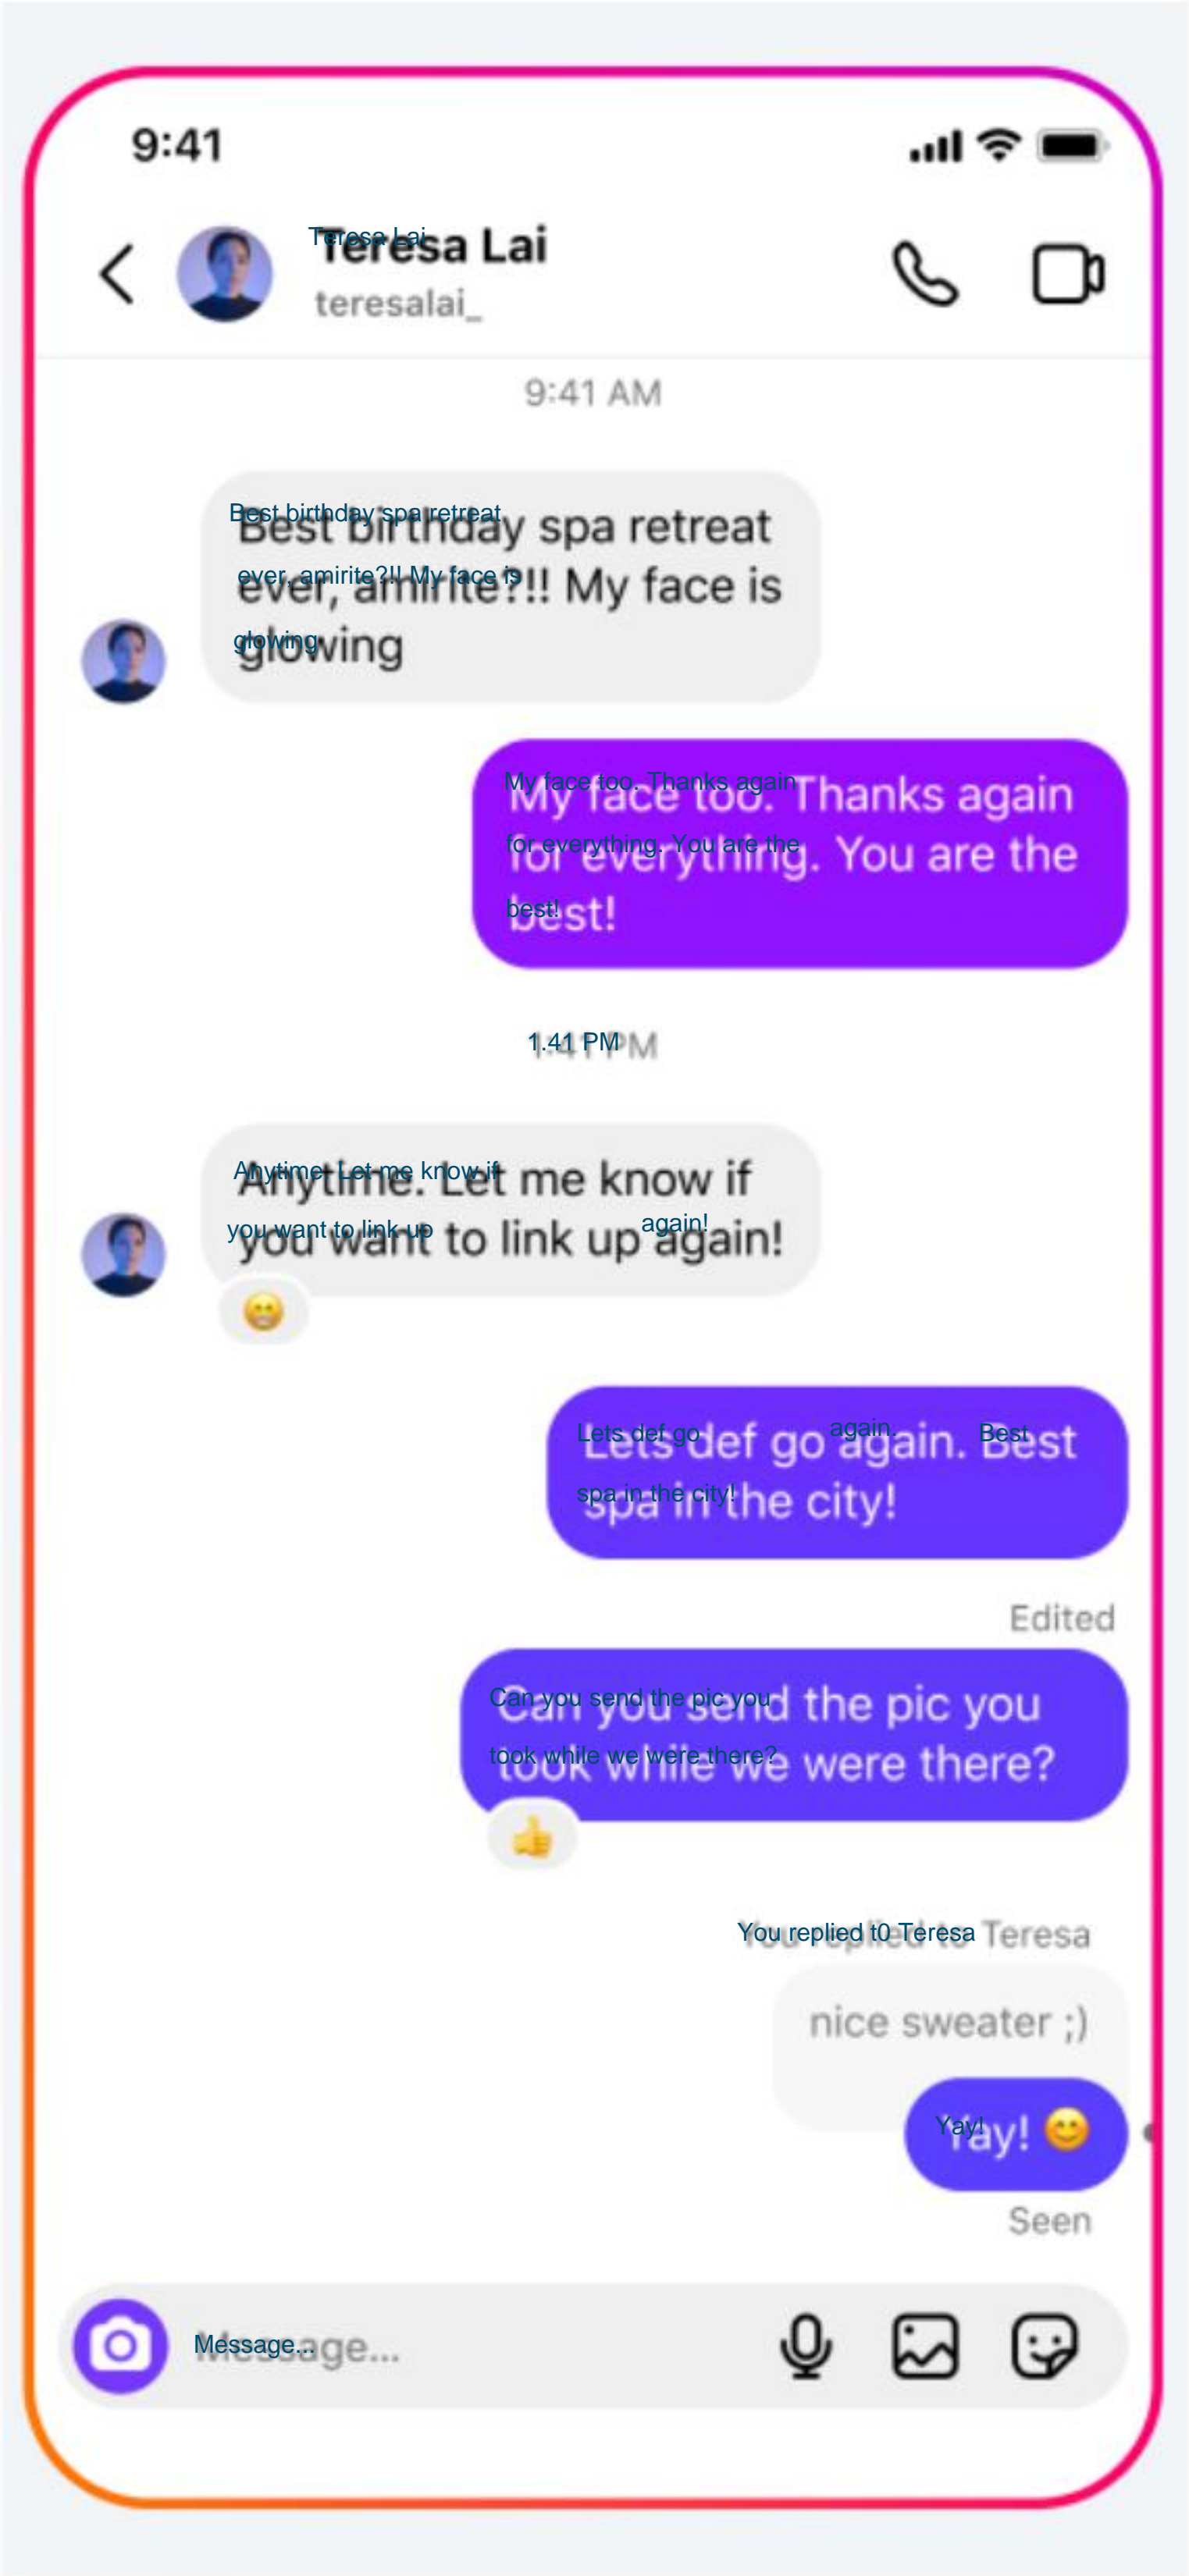 9:41
Teresa Lai
teresalai_
9:41 AM
Best birthday spa retreat
ever, amirite?!! My face is
glowing
My face too. Thanks again
for everything. You are the
best!
1:41 PM
Anytime. Let me know if
you want to link up again!
Lets def go again. Best
spa in the city!
Edited
Can you send the pic you
took while we were there?
You replied to Teresa
nice sweater ;)
Yay! 😊
Seen
Message...